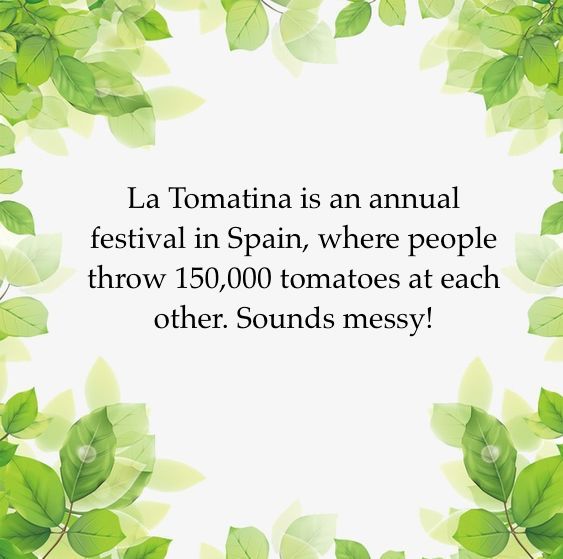 La Tomatina is an annual
festival in Spain, where people
throw 150,000 tomatoes at each
other. Sounds messy!